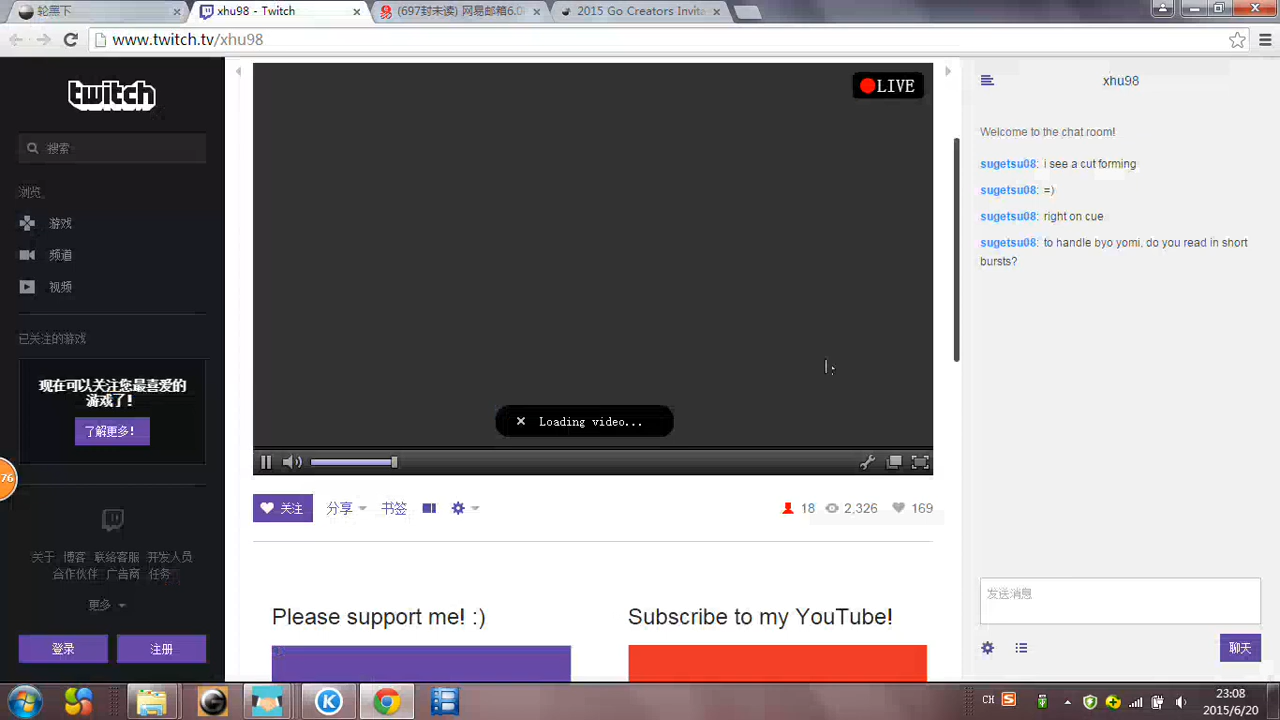 轮黑下
xhu98 - Twitch
(697封未读) 网易邮箱6.0
2015 Go Creators Invita
www.twitch.tv/xhu98
twitch
搜索
浏览
游戏
频道
视频
已关注的游戏
现在可以关注您最喜爱的
游戏了!
了解更多!
76
关于 博客 联络客服 开发人员
合作伙伴 广告商 任务
更多
登录
注册
LIVE
Loading video...
关注
分享
书签
18
2,326
169
Please support me! :)
Subscribe to my YouTube!
xhu98
Welcome to the chat room!
sugetsu08: i see a cut forming
sugetsu08: =)
sugetsu08: right on cue
sugetsu08: to handle byo yomi, do you read in short
bursts?
发送消息
聊天
CH
23:08
2015/6/20